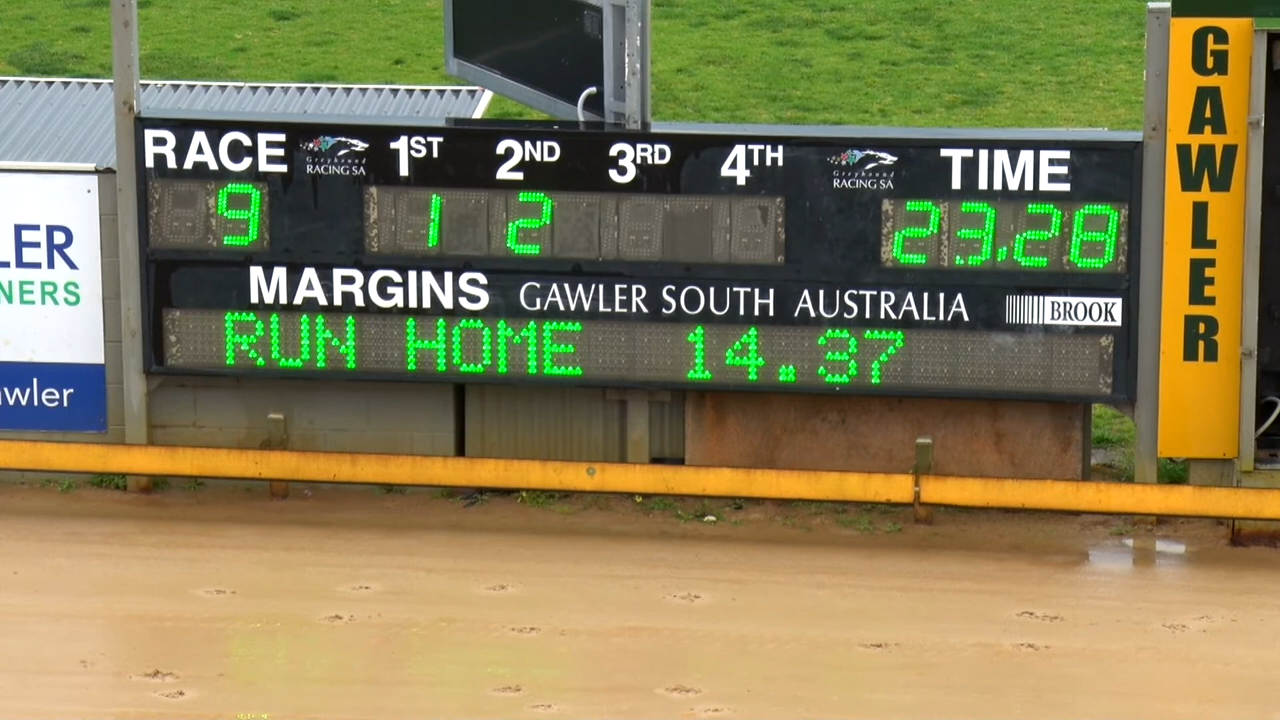 RACE Greyhound RACING SA 1ST 2ND 3RD 4TH Greyhound RACING SA TIME
9 1 2 23.28
MARGINS GAWLER SOUTH AUSTRALIA BROOK
RUN HOME 14.37
GAWLER
LER
NERS
awler